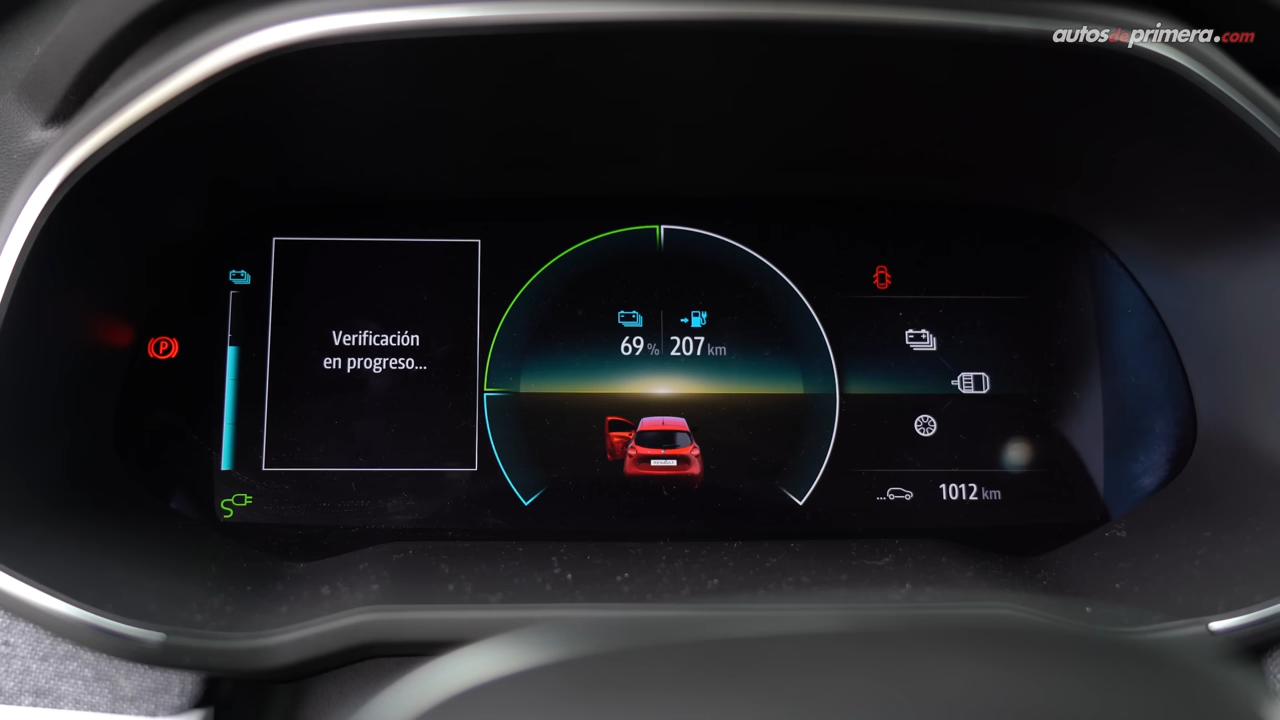 autosdeprimera.com
Verificación
en progreso...
69 % 207 km
P
1012 km